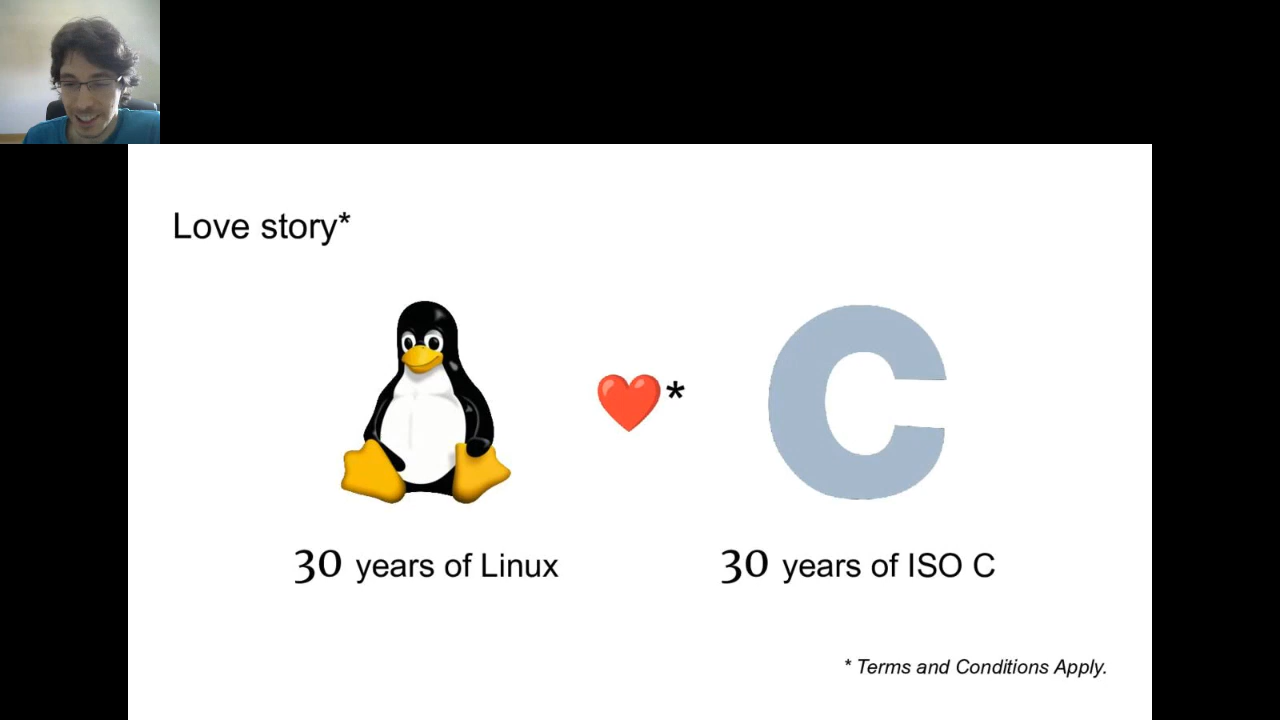 Love story*
*
C
30 years of Linux
30 years of ISO C
* Terms and Conditions Apply.